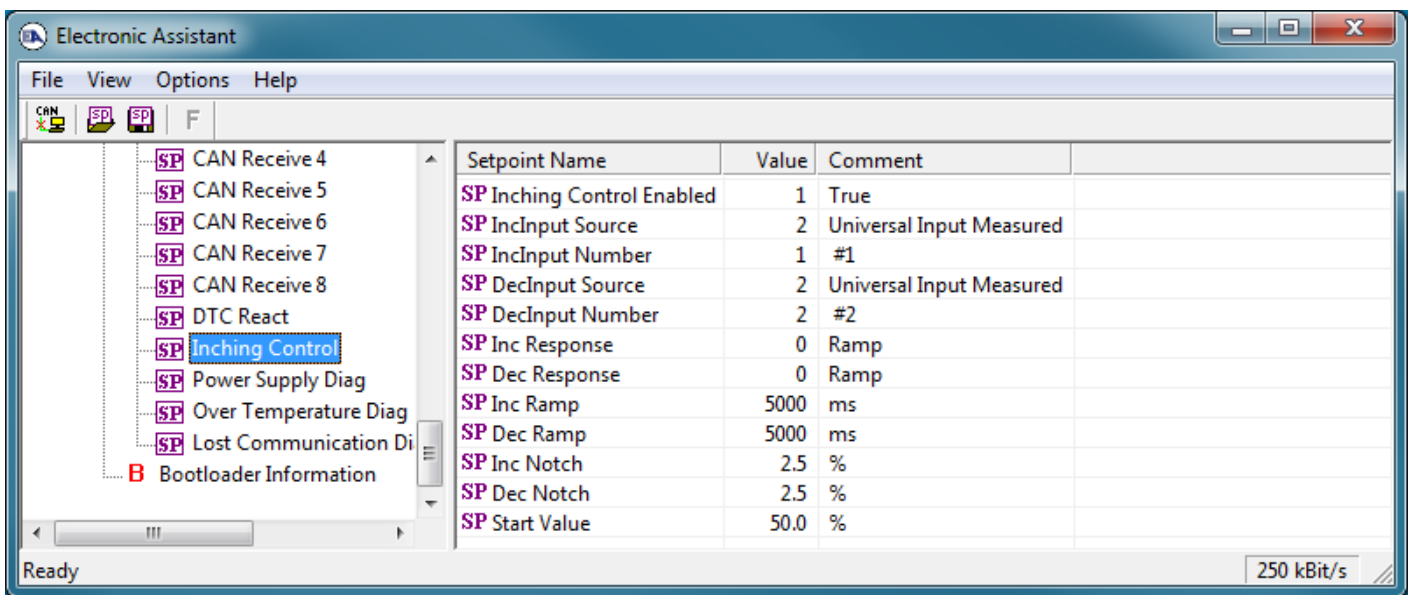 EA Electronic Assistant
File View Options Help
CAN SP SP F
SP CAN Receive 4
SP CAN Receive 5
SP CAN Receive 6
SP CAN Receive 7
SP CAN Receive 8
SP DTC React
SP Inching Control
SP Power Supply Diag
SP Over Temperature Diag
SP Lost Communication Di
B Bootloader Information
Setpoint Name Value Comment
SP Inching Control Enabled 1 True
SP IncInput Source 2 Universal Input Measured
SP IncInput Number 1 #1
SP DecInput Source 2 Universal Input Measured
SP DecInput Number 2 #2
SP Inc Response 0 Ramp
SP Dec Response 0 Ramp
SP Inc Ramp 5000 ms
SP Dec Ramp 5000 ms
SP Inc Notch 2.5 %
SP Dec Notch 2.5 %
SP Start Value 50.0 %
Ready 250 kBit/s